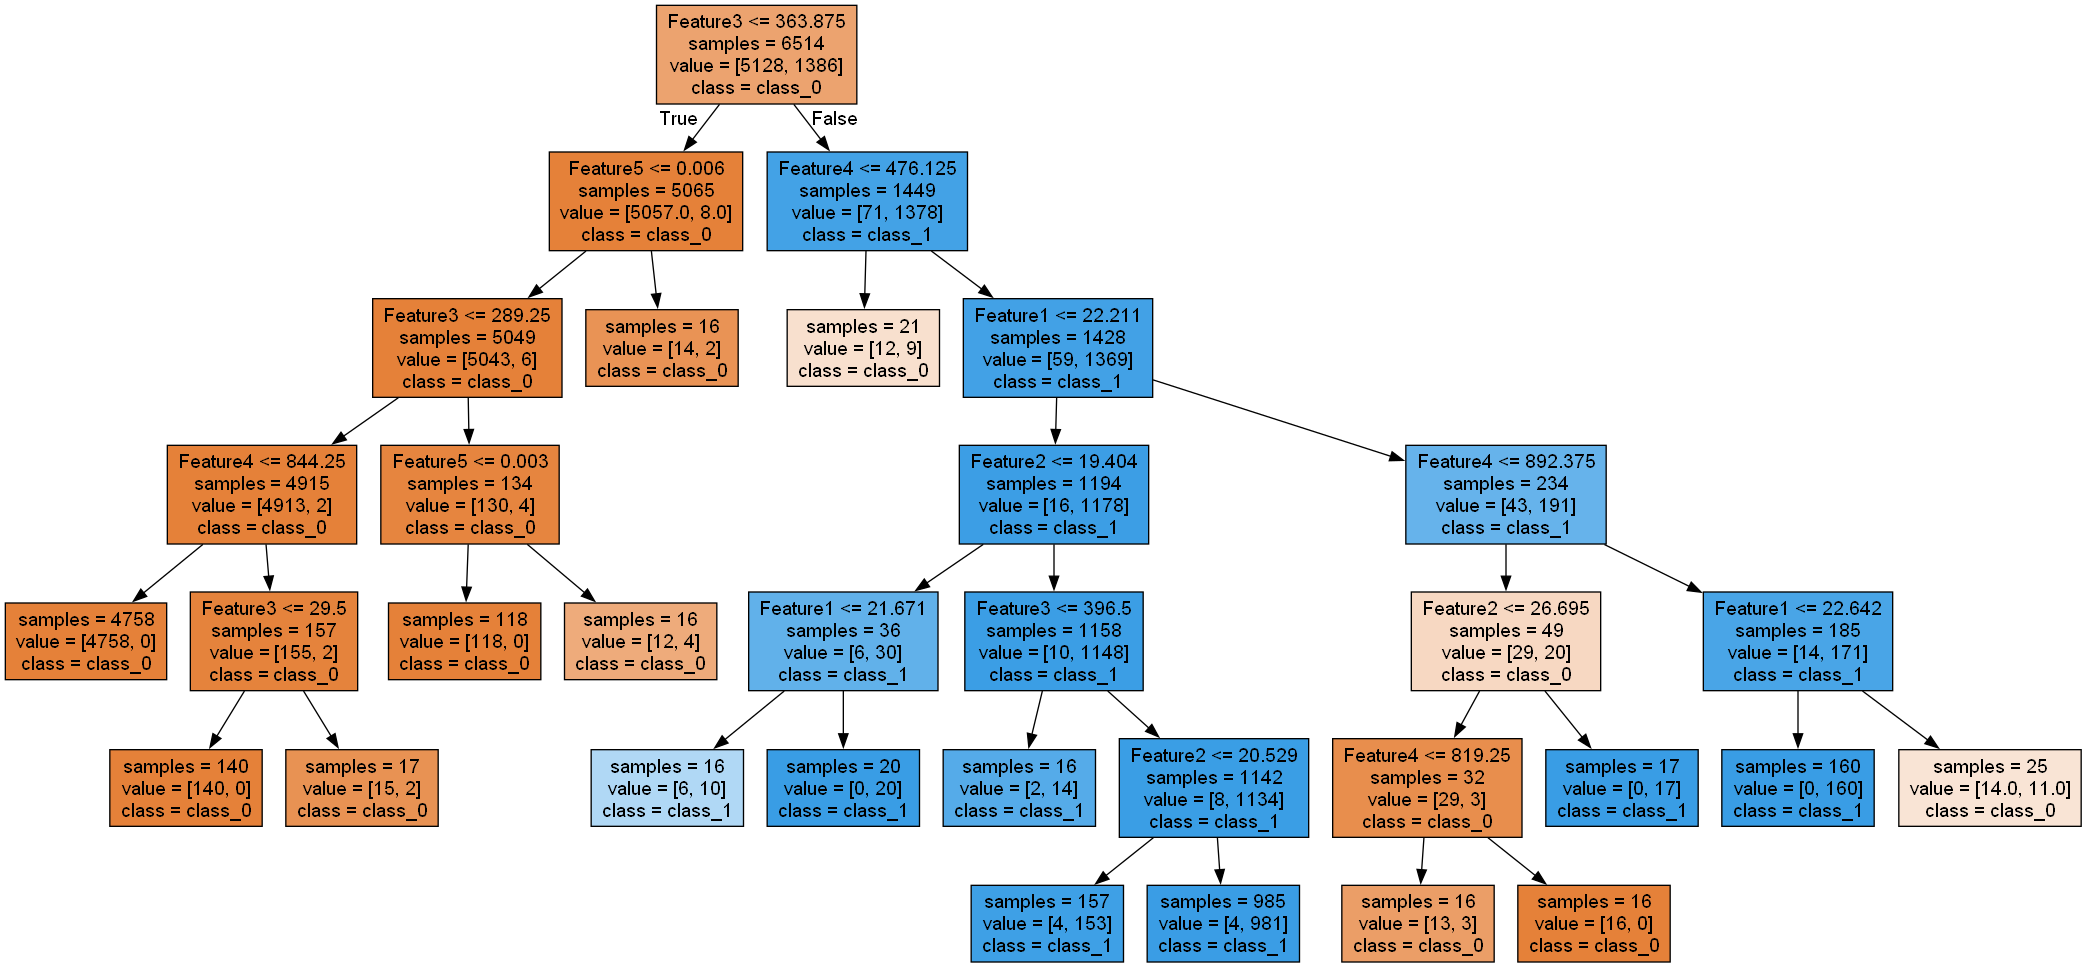 Feature3 <= 363.875
samples = 6514
value = [5128, 1386]
class = class_0
True
False
Feature5 <= 0.006
samples = 5065
value = [5057.0, 8.0]
class = class_0
Feature4 <= 476.125
samples = 1449
value = [71, 1378]
class = class_1
Feature3 <= 289.25
samples = 5049
value = [5043, 6]
class = class_0
samples = 16
value = [14, 2]
class = class_0
samples = 21
value = [12, 9]
class = class_0
Feature1 <= 22.211
samples = 1428
value = [59, 1369]
class = class_1
Feature4 <= 844.25
samples = 4915
value = [4913, 2]
class = class_0
Feature5 <= 0.003
samples = 134
value = [130, 4]
class = class_0
Feature2 <= 19.404
samples = 1194
value = [16, 1178]
class = class_1
Feature4 <= 892.375
samples = 234
value = [43, 191]
class = class_1
samples = 4758
value = [4758, 0]
class = class_0
Feature3 <= 29.5
samples = 157
value = [155, 2]
class = class_0
samples = 118
value = [118, 0]
class = class_0
samples = 16
value = [12, 4]
class = class_0
Feature1 <= 21.671
samples = 36
value = [6, 30]
class = class_1
Feature3 <= 396.5
samples = 1158
value = [10, 1148]
class = class_1
Feature2 <= 26.695
samples = 49
value = [29, 20]
class = class_0
Feature1 <= 22.642
samples = 185
value = [14, 171]
class = class_1
samples = 140
value = [140, 0]
class = class_0
samples = 17
value = [15, 2]
class = class_0
samples = 16
value = [6, 10]
class = class_1
samples = 20
value = [0, 20]
class = class_1
samples = 16
value = [2, 14]
class = class_1
Feature2 <= 20.529
samples = 1142
value = [8, 1134]
class = class_1
Feature4 <= 819.25
samples = 32
value = [29, 3]
class = class_0
samples = 17
value = [0, 17]
class = class_1
samples = 160
value = [0, 160]
class = class_1
samples = 25
value = [14.0, 11.0]
class = class_0
samples = 157
value = [4, 153]
class = class_1
samples = 985
value = [4, 981]
class = class_1
samples = 16
value = [13, 3]
class = class_0
samples = 16
value = [16, 0]
class = class_0